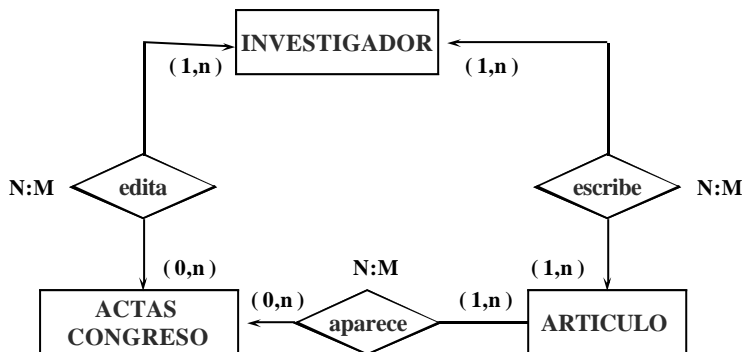 INVESTIGADOR
(1,n)
(1,n)
N:M
edita
escribe
N:M
(0,n)
N:M
(1,n)
ACTAS
CONGRESO
(0,n)
aparece
(1,n)
ARTICULO